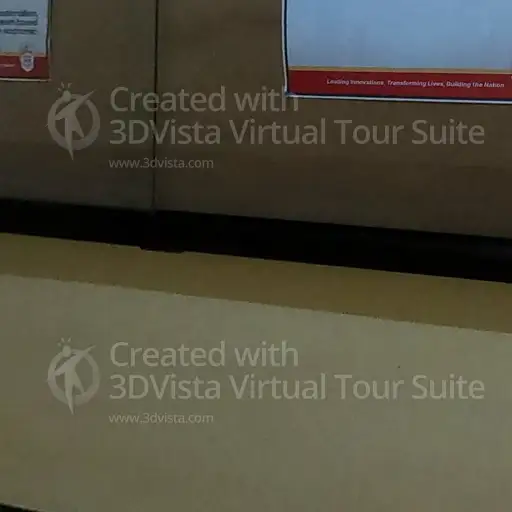 Leading Innovations, Transforming Lives, Building the Nation
Created with
3DVista Virtual Tour Suite
www.3dvista.com
Created with
3DVista Virtual Tour Suite
www.3dvista.com